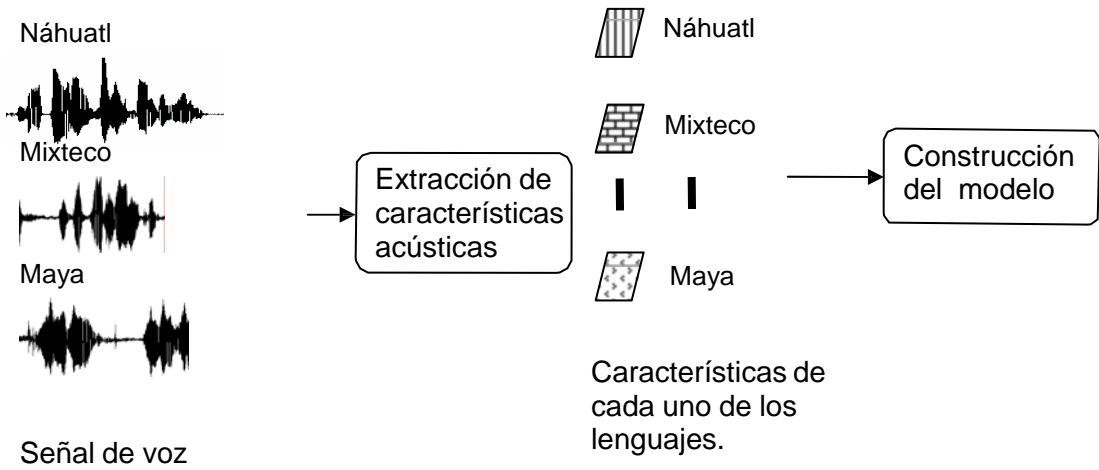 Náhuatl
Mixteco
Maya
Señal de voz
Extracción de
características
acústicas
Náhuatl
Mixteco
Maya
Características de
cada uno de los
lenguajes.
Construcción
del modelo